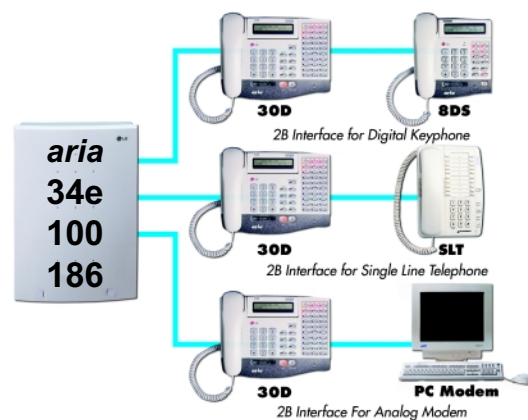 30D 8DS
2B Interface for Digital Keyphone
LG
aria
34e
100
186
30D SLT
2B Interface for Single Line Telephone
30D PC Modem
2B Interface For Analog Modem